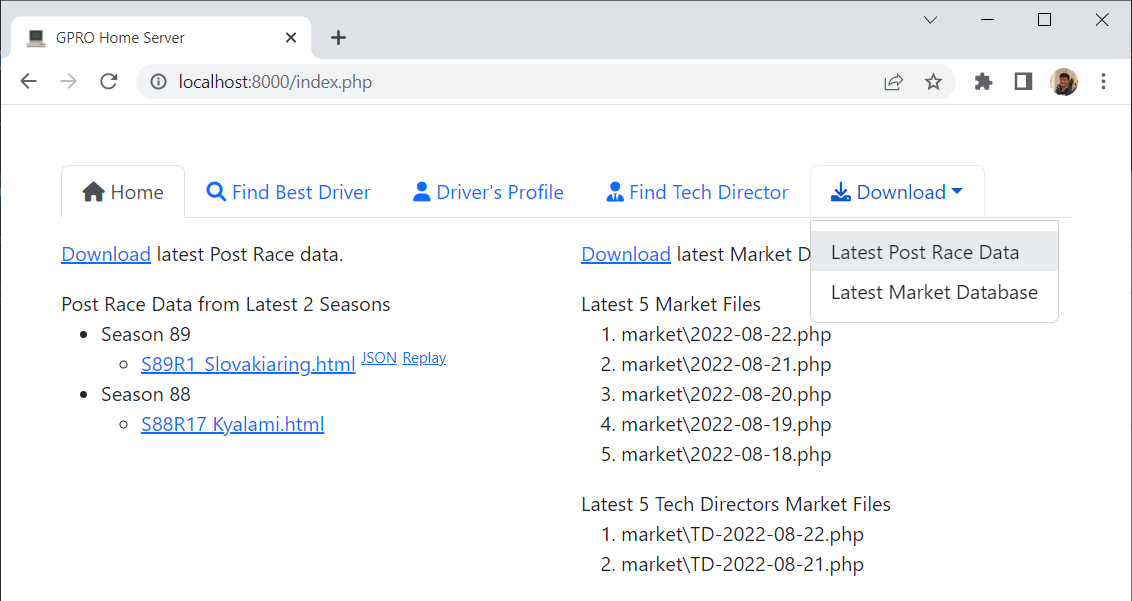 GPRO Home Server
localhost:8000/index.php
Home
Find Best Driver
Driver's Profile
Find Tech Director
Download
Latest Post Race Data
Latest Market Database
Download latest Post Race data.
Post Race Data from Latest 2 Seasons
Season 89
S89R1 Slovakiaring.html JSON Replay
Season 88
S88R17 Kyalami.html
Download latest Market D
Latest 5 Market Files
1. market\2022-08-22.php
2. market\2022-08-21.php
3. market\2022-08-20.php
4. market\2022-08-19.php
5. market\2022-08-18.php
Latest 5 Tech Directors Market Files
1. market\TD-2022-08-22.php
2. market\TD-2022-08-21.php